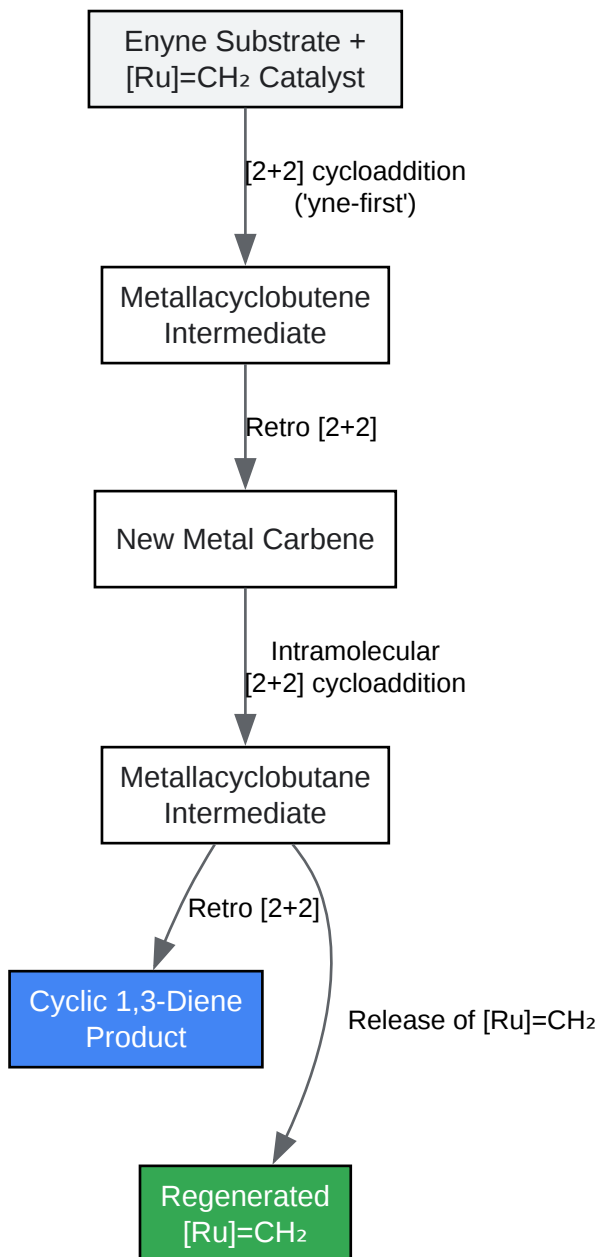 Enyne Substrate +
[Ru]=CH₂ Catalyst
[2+2] cycloaddition
('yne-first')
Metallacyclobutene
Intermediate
Retro [2+2]
New Metal Carbene
Intramolecular
[2+2] cycloaddition
Metallacyclobutane
Intermediate
Retro [2+2]
Cyclic 1,3-Diene
Product
Release of [Ru]=CH₂
Regenerated
[Ru]=CH₂